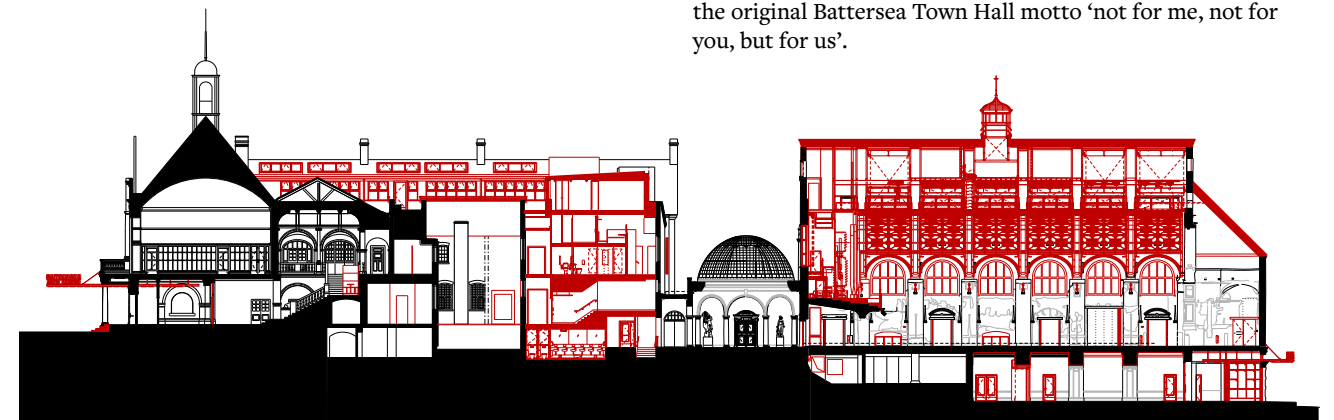 the original Battersea Town Hall motto ‘not for me, not for
you, but for us’.